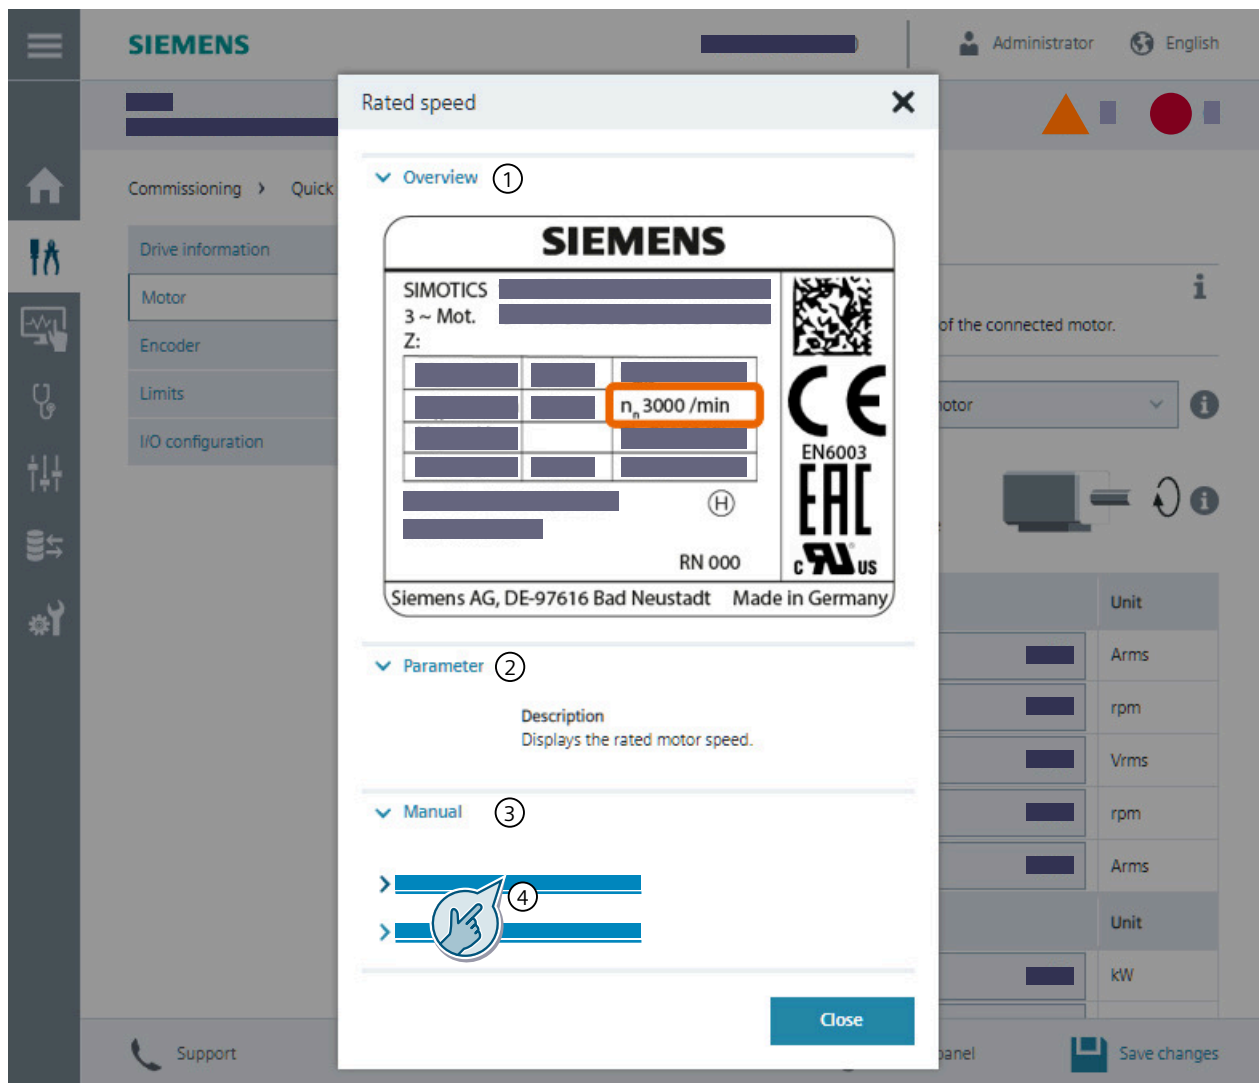 SIEMENS
Administrator
English
Rated speed
Commissioning > Quick
Overview 1
Drive information
Motor
Encoder
Limits
I/O configuration
SIEMENS
SIMOTICS
3 ~ Mot.
Z:
nn 3000 /min
EN6003
H
RN 000
c US
Siemens AG, DE-97616 Bad Neustadt Made in Germany
CE
EAC
of the connected motor.
Unit
Arms
rpm
Vrms
rpm
Arms
Unit
kW
Parameter 2
Description
Displays the rated motor speed.
Manual 3
4
Close
Support
Save changes